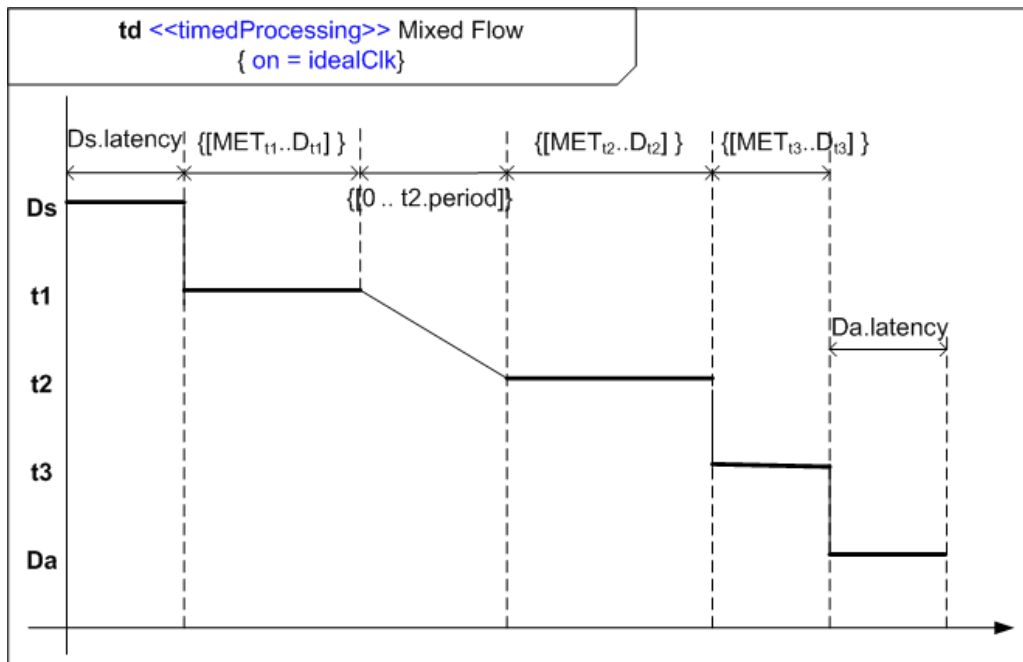 td <<timedProcessing>> Mixed Flow
{ on = idealClk}
Ds.latency {[METt1..Dt1] } {[METt2..Dt2] } {[METt3..Dt3] }
{[0 .. t2.period]}
Ds
t1
Da.latency
t2
t3
Da